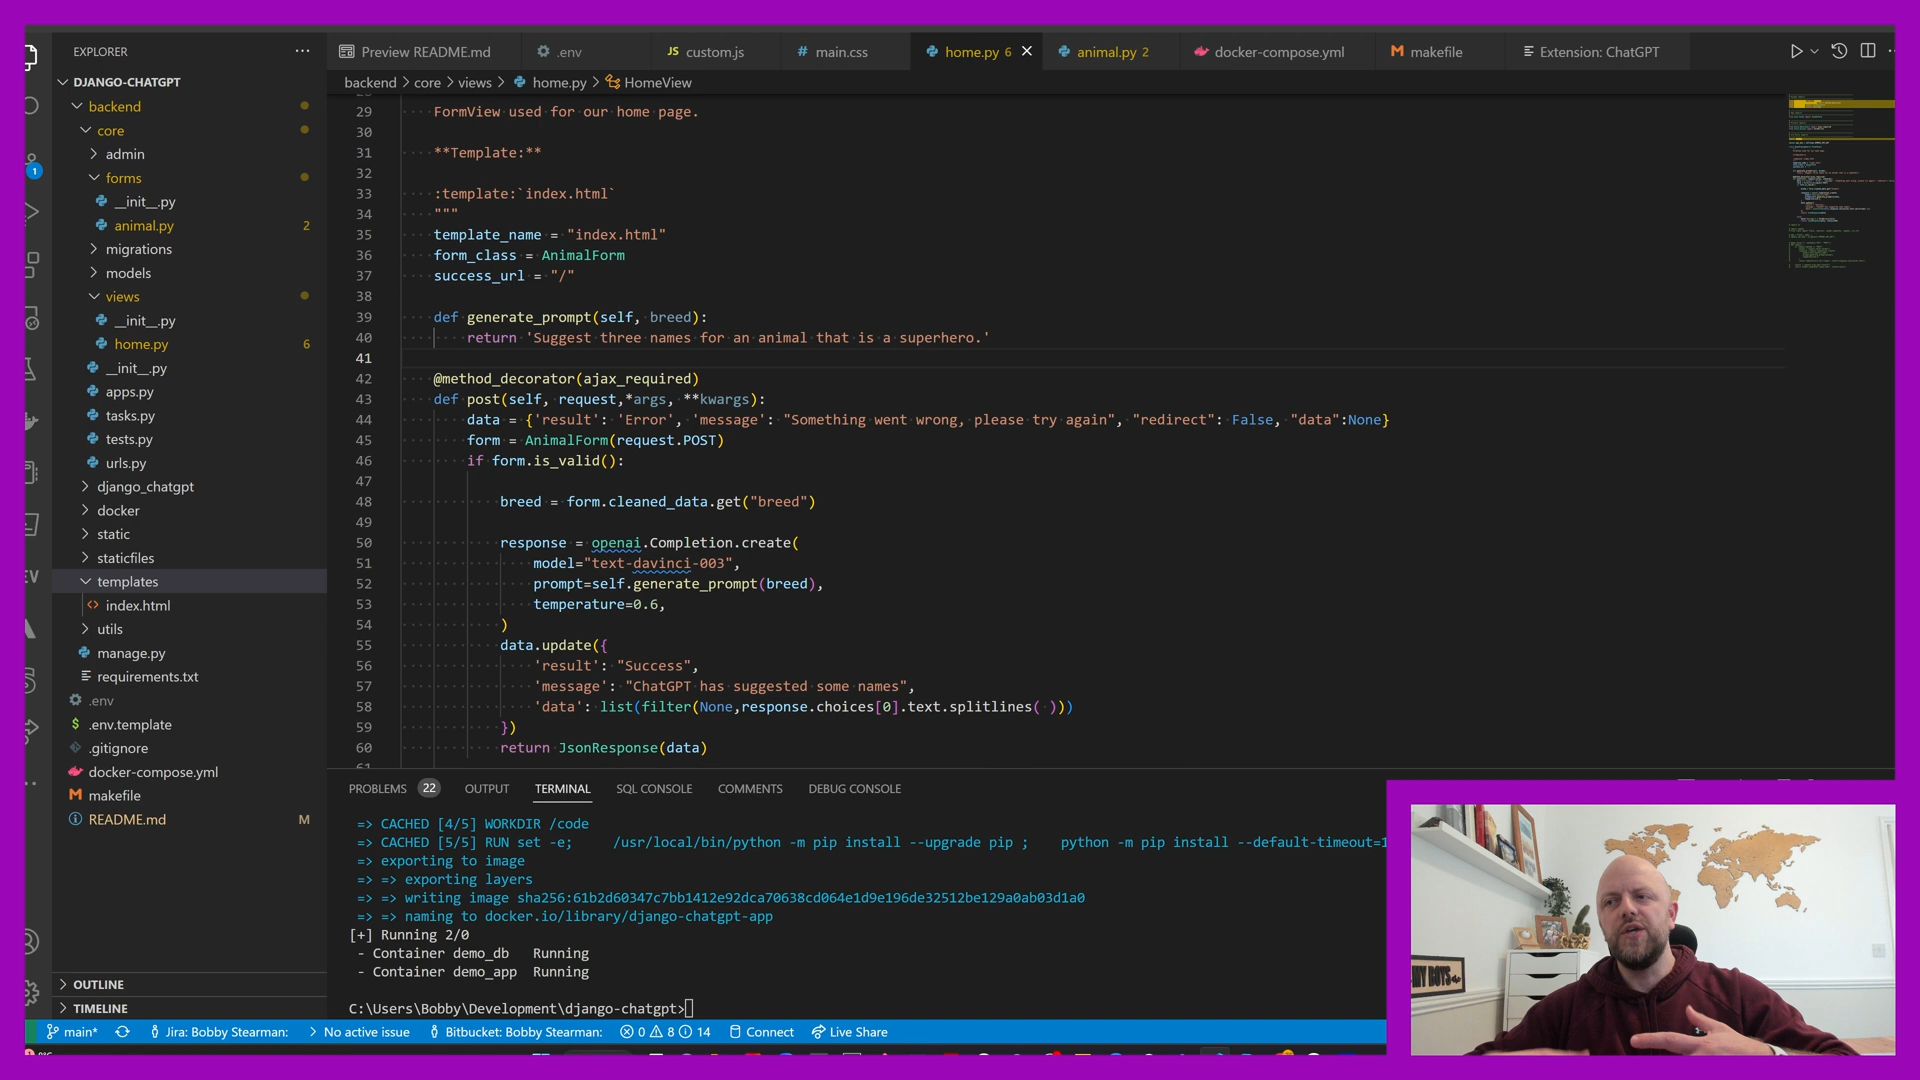 EXPLORER
DJANGO-CHATGPT
backend
core
admin
forms
__init__.py
animal.py 2
migrations
models
views
__init__.py
home.py 6
__init__.py
apps.py
tasks.py
tests.py
urls.py
django_chatgpt
docker
static
staticfiles
templates
index.html
utils
manage.py
requirements.txt
.env
.env.template
.gitignore
docker-compose.yml
makefile
README.md M
OUTLINE
TIMELINE
1
Preview README.md .env JS custom.js # main.css home.py 6 animal.py 2 docker-compose.yml makefile Extension: ChatGPT
backend > core > views > home.py > HomeView
29 FormView used for our home page.
30
31 **Template:**
32
33 :template:`index.html`
34 """
35 template_name = "index.html"
36 form_class = AnimalForm
37 success_url = "/"
38
39 def generate_prompt(self, breed):
40 return 'Suggest three names for an animal that is a superhero.'
41
42 @method_decorator(ajax_required)
43 def post(self, request,*args, **kwargs):
44 data = {'result': 'Error', 'message': "Something went wrong, please try again", "redirect": False, "data":None}
45 form = AnimalForm(request.POST)
46 if form.is_valid():
47
48 breed = form.cleaned_data.get("breed")
49
50 response = openai.Completion.create(
51 model="text-davinci-003",
52 prompt=self.generate_prompt(breed),
53 temperature=0.6,
54 )
55 data.update({
56 'result': "Success",
57 'message': "ChatGPT has suggested some names",
58 'data': list(filter(None,response.choices[0].text.splitlines( )))
59 })
60 return JsonResponse(data)
PROBLEMS 22 OUTPUT TERMINAL SQL CONSOLE COMMENTS DEBUG CONSOLE
=> CACHED [4/5] WORKDIR /code
=> CACHED [5/5] RUN set -e; /usr/local/bin/python -m pip install --upgrade pip ; python -m pip install --default-timeout=1
=> exporting to image
=> => exporting layers
=> => writing image sha256:61b2d60347c7bb1412e92dca70638cd064e1d9e196de32512be129a0ab03d1a0
=> => naming to docker.io/library/django-chatgpt-app
[+] Running 2/0
- Container demo_db Running
- Container demo_app Running
C:\Users\Bobby\Development\django-chatgpt>
main* Jira: Bobby Stearman: No active issue Bitbucket: Bobby Stearman: 0 8 14 Connect Live Share
MY BOYS